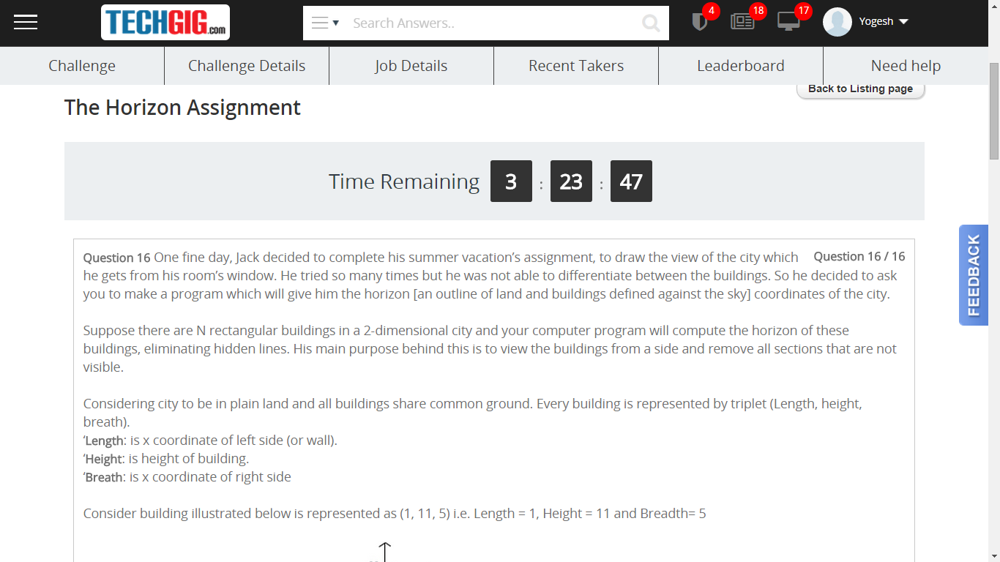 TECHGIG.com
Search Answers..
4
18
17
Yogesh
Challenge
Challenge Details
Job Details
Recent Takers
Leaderboard
Need help
Back to Listing page
The Horizon Assignment
Time Remaining 3 : 23 : 47
FEEDBACK
Question 16 / 16
Question 16 One fine day, Jack decided to complete his summer vacation’s assignment, to draw the view of the city which
he gets from his room’s window. He tried so many times but he was not able to differentiate between the buildings. So he decided to ask
you to make a program which will give him the horizon [an outline of land and buildings defined against the sky] coordinates of the city.
Suppose there are N rectangular buildings in a 2-dimensional city and your computer program will compute the horizon of these
buildings, eliminating hidden lines. His main purpose behind this is to view the buildings from a side and remove all sections that are not
visible.
Considering city to be in plain land and all buildings share common ground. Every building is represented by triplet (Length, height,
breath).
‘Length: is x coordinate of left side (or wall).
‘Height: is height of building.
‘Breath: is x coordinate of right side
Consider building illustrated below is represented as (1, 11, 5) i.e. Length = 1, Height = 11 and Breadth= 5